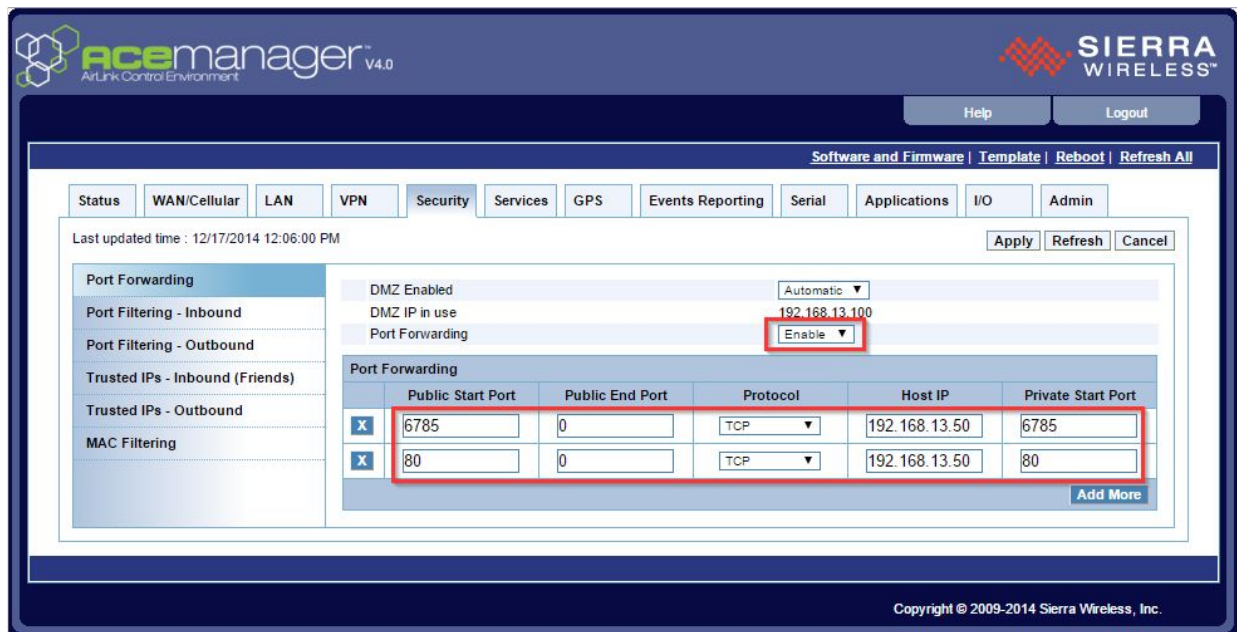 ACEmanager™ V4.0
AirLink Control Environment
SIERRA
WIRELESS™
Help
Logout
Software and Firmware | Template | Reboot | Refresh All
Status
WAN/Cellular
LAN
VPN
Security
Services
GPS
Events Reporting
Serial
Applications
I/O
Admin
Last updated time : 12/17/2014 12:06:00 PM
Apply
Refresh
Cancel
Port Forwarding
Port Filtering - Inbound
Port Filtering - Outbound
Trusted IPs - Inbound (Friends)
Trusted IPs - Outbound
MAC Filtering
DMZ Enabled Automatic
DMZ IP in use 192.168.13.100
Port Forwarding Enable
Port Forwarding
Public Start Port Public End Port Protocol Host IP Private Start Port
X 6785 0 TCP 192.168.13.50 6785
X 80 0 TCP 192.168.13.50 80
Add More
Copyright © 2009-2014 Sierra Wireless, Inc.